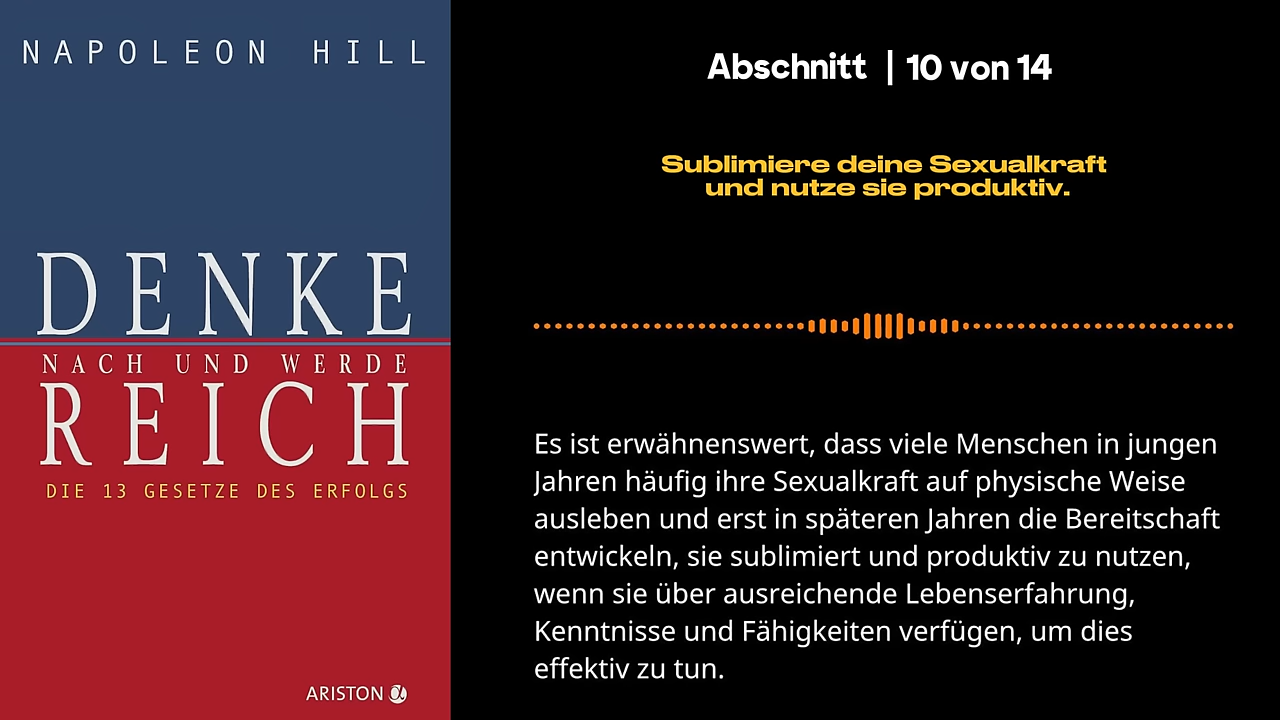 NAPOLEON HILL
DENKE
NACH UND WERDE
REICH
DIE 13 GESETZE DES ERFOLGS
ARISTON
Abschnitt | 10 von 14
Sublimiere deine Sexualkraft
und nutze sie produktiv.
Es ist erwähnenswert, dass viele Menschen in jungen
Jahren häufig ihre Sexualkraft auf physische Weise
ausleben und erst in späteren Jahren die Bereitschaft
entwickeln, sie sublimiert und produktiv zu nutzen,
wenn sie über ausreichende Lebenserfahrung,
Kenntnisse und Fähigkeiten verfügen, um dies
effektiv zu tun.